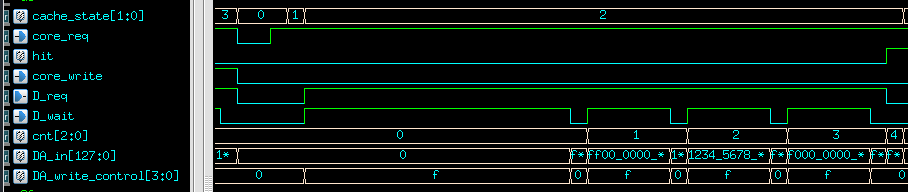 cache_state[1:0] 3 0 1 2
core_req
hit
core_write
D_req
D_wait
cnt[2:0] 0 1 2 3 4
DA_in[127:0] 1* 0 f* ff00_0000_* 1* 1234_5678_* f* f000_0000_* f* f*
DA_write_control[3:0] 0 f 0 f 0 f 0 f 0